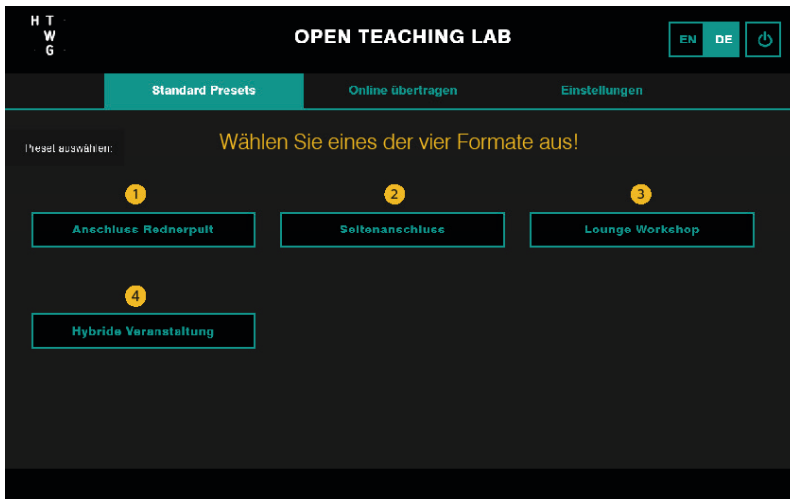 H T
W
G
OPEN TEACHING LAB
EN DE
Standard Presets
Online übertragen
Einstellungen
Preset auswählen:
Wählen Sie eines der vier Formate aus!
1
2
3
Anschluss Rednerpult
Seitenanschluss
Lounge Workshop
4
Hybride Veranstaltung